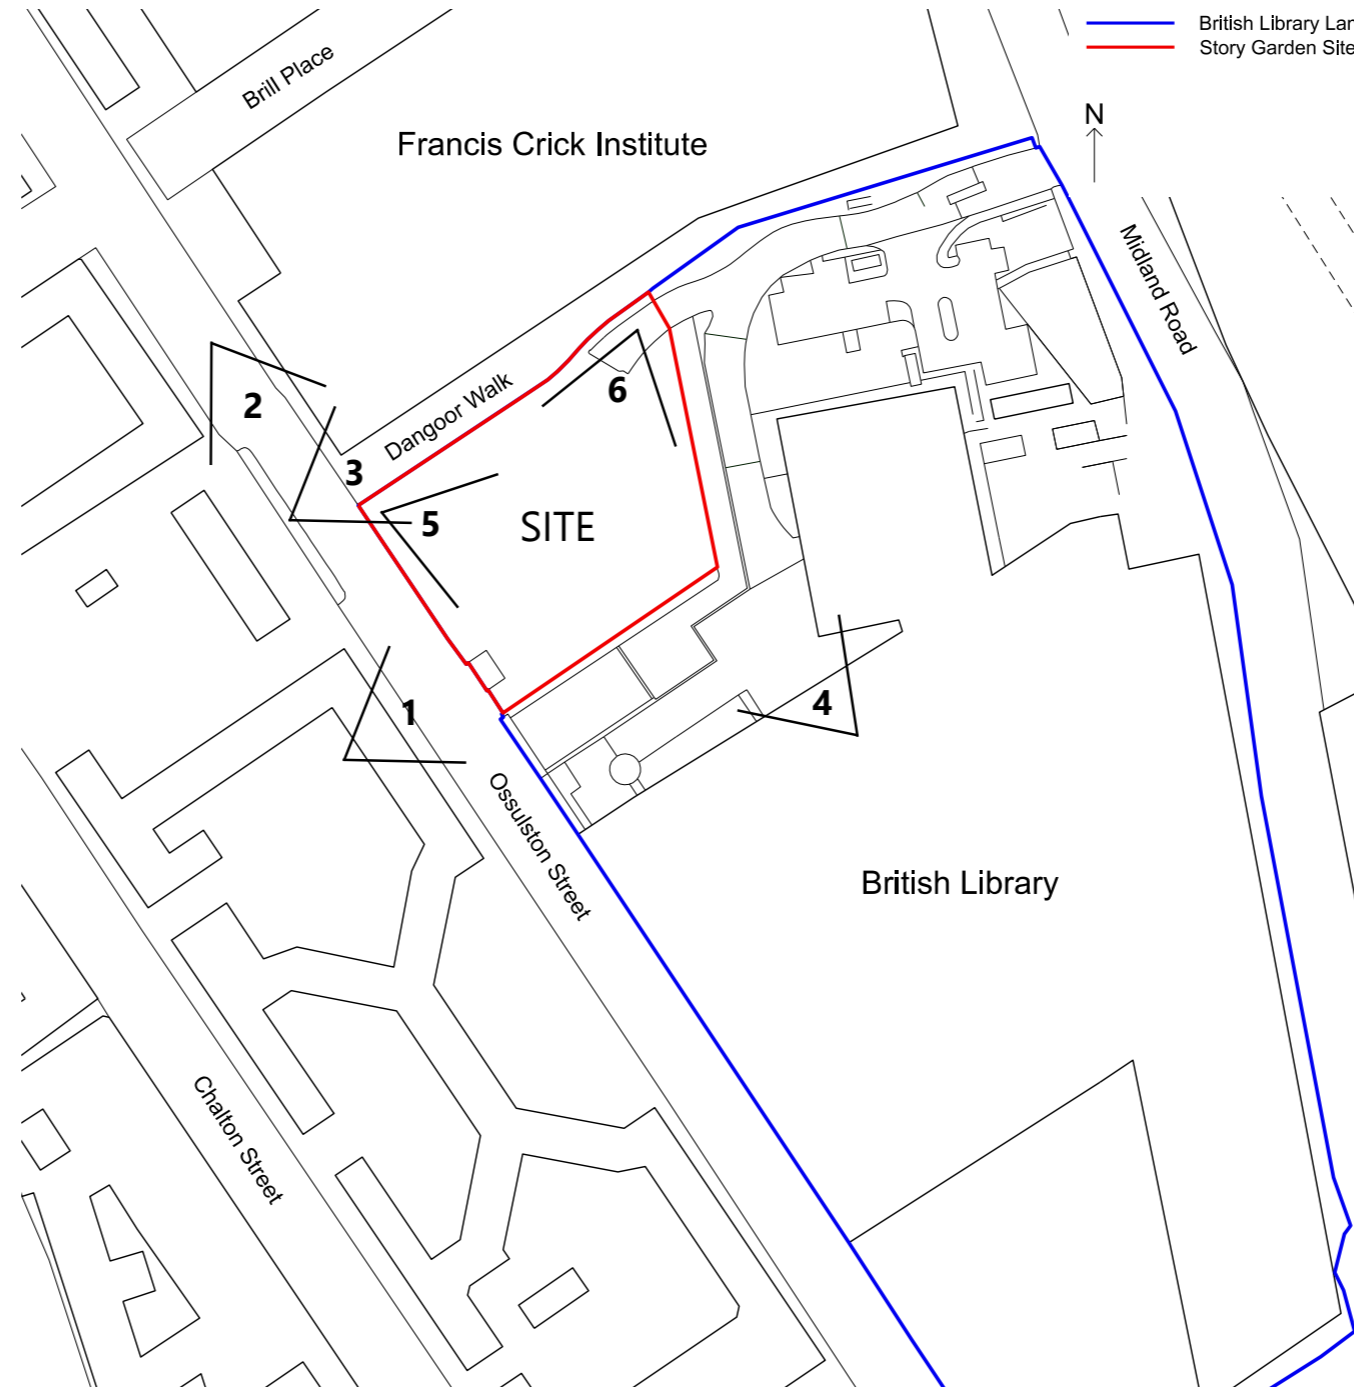 British Library Lan
Story Garden Site
Brill Place
N
Francis Crick Institute
Midland Road
2
6
Dangoor Walk
3
5
SITE
1
4
Ossulston Street
British Library
Chalton Street